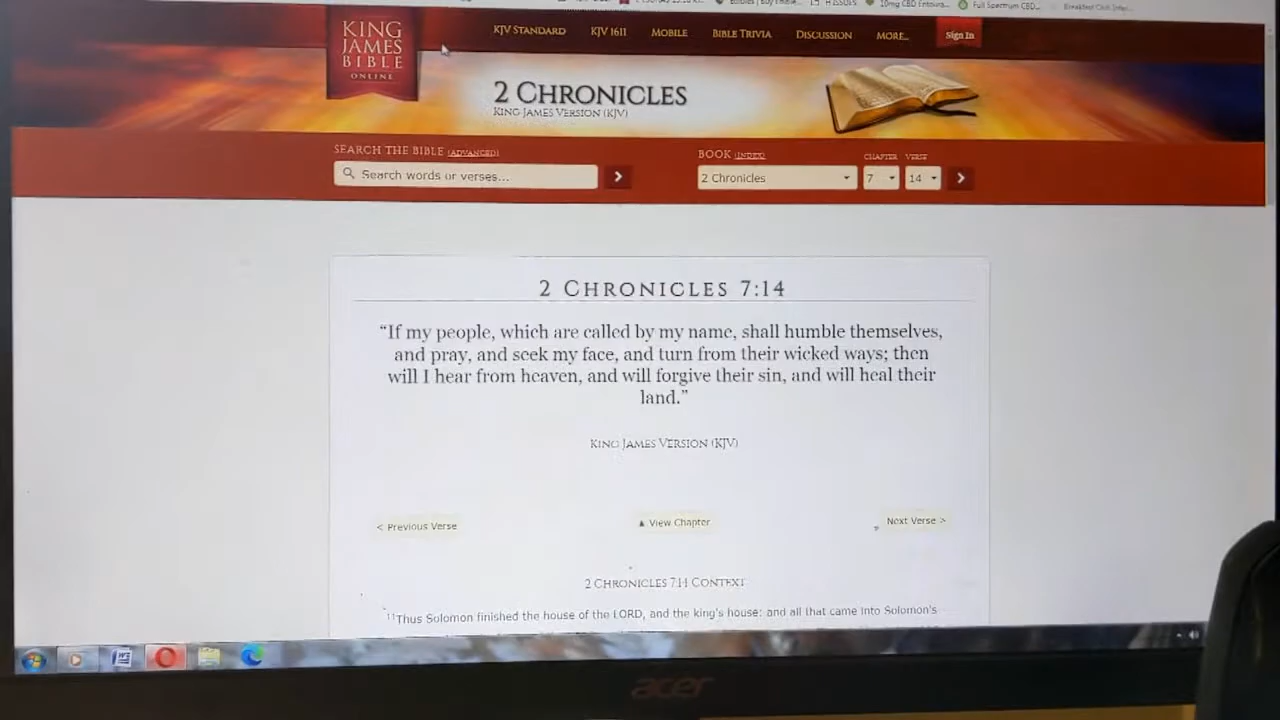 10mg CBD Entoura...
Full Spectrum CBD...
KING
JAMES
BIBLE
ONLINE
KJV STANDARD
KJV 1611
MOBILE
BIBLE TRIVIA
DISCUSSION
MORE...
Sign In
2 CHRONICLES
KING JAMES VERSION (KJV)
SEARCH THE BIBLE (ADVANCED)
Search words or verses...
BOOK (INDEX)
CHAPTER
VERSE
2 Chronicles
7
14
2 CHRONICLES 7:14
“If my people, which are called by my name, shall humble themselves,
and pray, and seek my face, and turn from their wicked ways; then
will I hear from heaven, and will forgive their sin, and will heal their
land.”
KING JAMES VERSION (KJV)
< Previous Verse
▲ View Chapter
Next Verse >
2 CHRONICLES 7:14 CONTEXT
11Thus Solomon finished the house of the LORD, and the king's house: and all that came into Solomon's
acer